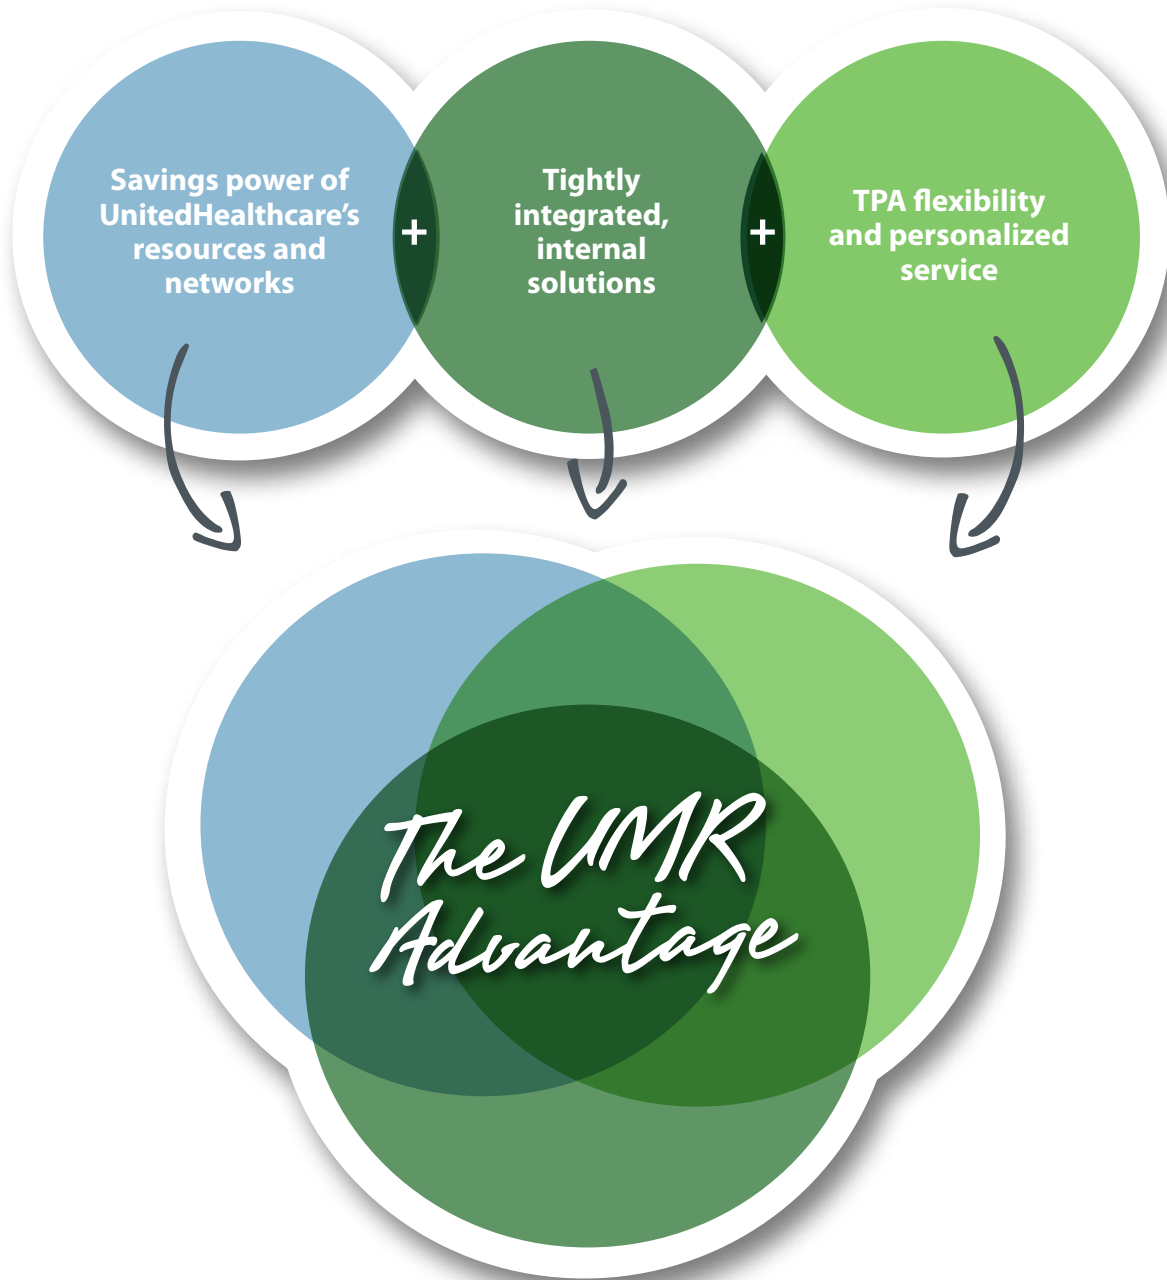 Savings power of
UnitedHealthcare’s
resources and
networks
+
Tightly
integrated,
internal
solutions
+
TPA flexibility
and personalized
service
The UMR
Advantage